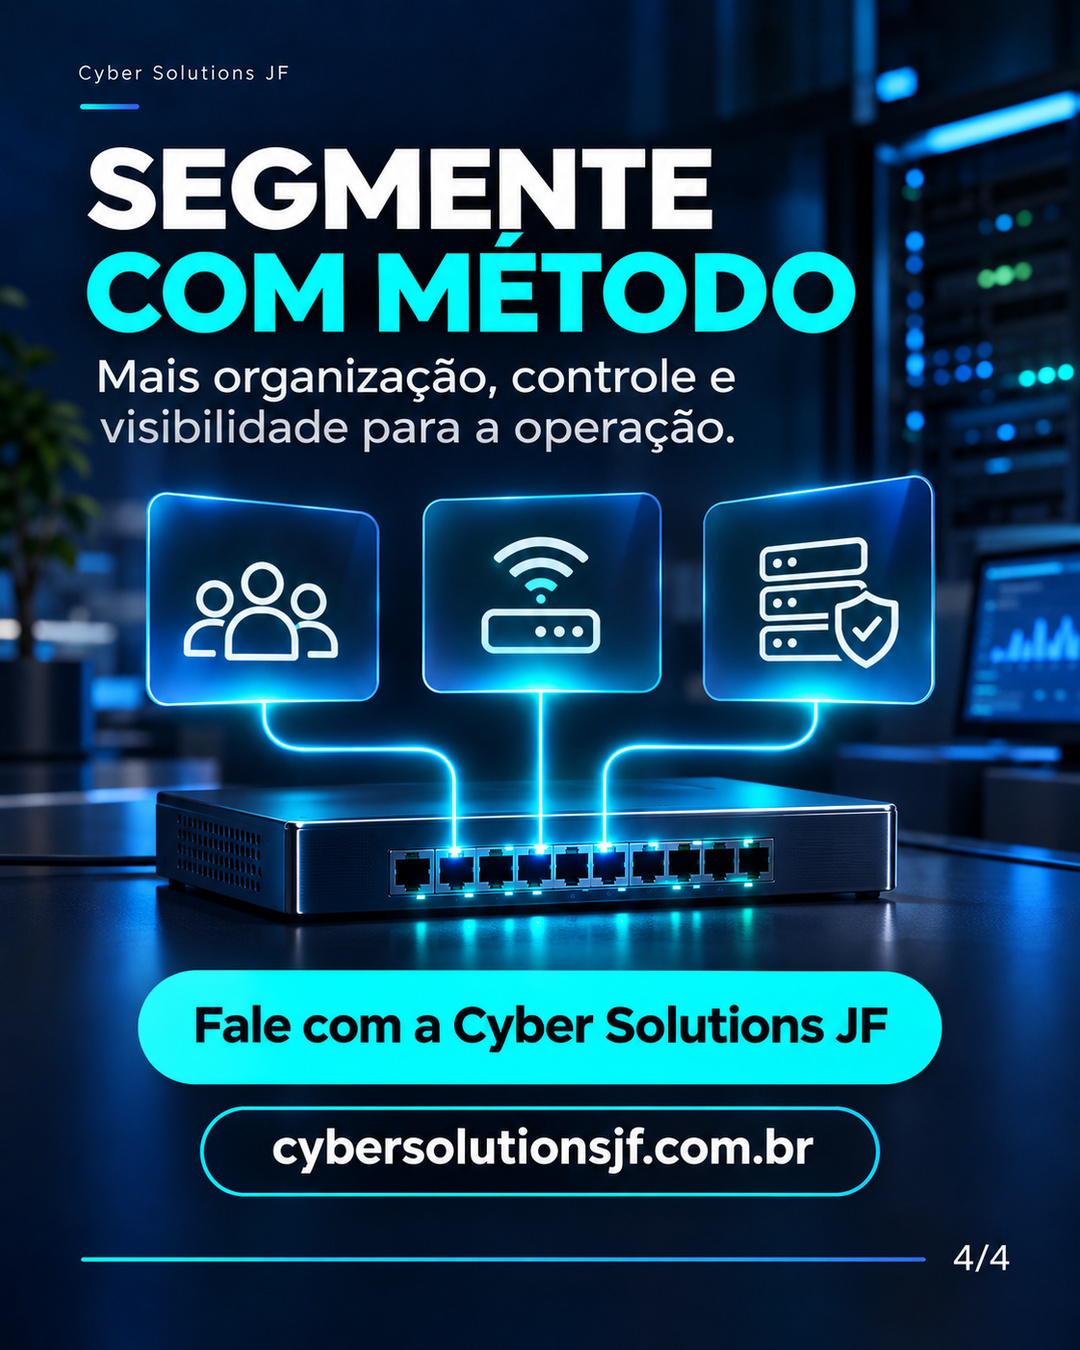 Cyber Solutions JF
SEGMENTE
COM MÉTODO
Mais organização, controle e
visibilidade para a operação.
Fale com a Cyber Solutions JF
cybersolutionsjf.com.br
4/4